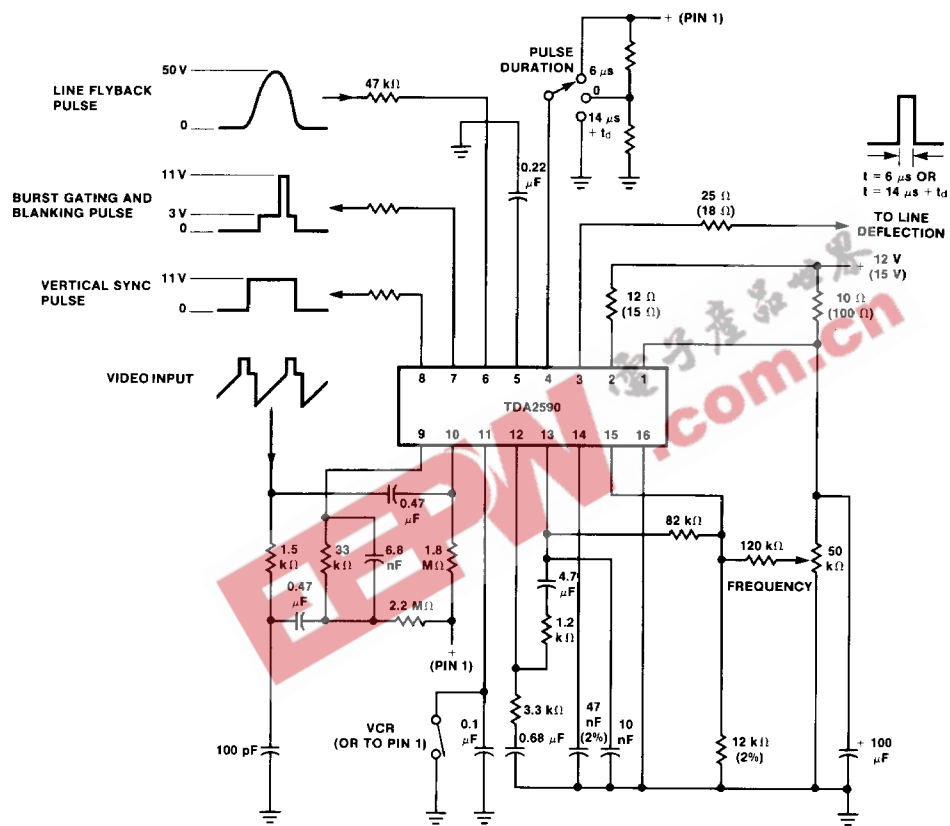 + (PIN 1)
PULSE
DURATION
6 μs
0
14 μs
+ td
50 V
0
LINE FLYBACK
PULSE
47 kΩ
0.22
μF
t = 6 μs OR
t = 14 μs + td
11 V
3 V
0
BURST GATING AND
BLANKING PULSE
25 Ω
(18 Ω)
TO LINE
DEFLECTION
11 V
0
VERTICAL SYNC
PULSE
+ 12 V
(15 V)
12 Ω
(15 Ω)
10 Ω
(100 Ω)
VIDEO INPUT
8 7 6 5 4 3 2 1
TDA2590
9 10 11 12 13 14 15 16
電子產品世界
EEPW.com.cn
0.47
μF
1.5
kΩ
33
kΩ
6.8
nF
1.8
MΩ
82 kΩ
120 kΩ
FREQUENCY
50
kΩ
0.47
μF
2.2 MΩ
4.7
μF
1.2
kΩ
+
(PIN 1)
VCR
(OR TO PIN 1)
100 pF
0.1
μF
3.3 kΩ
0.68 μF
47
nF
(2%)
10
nF
12 kΩ
(2%)
+ 100
μF